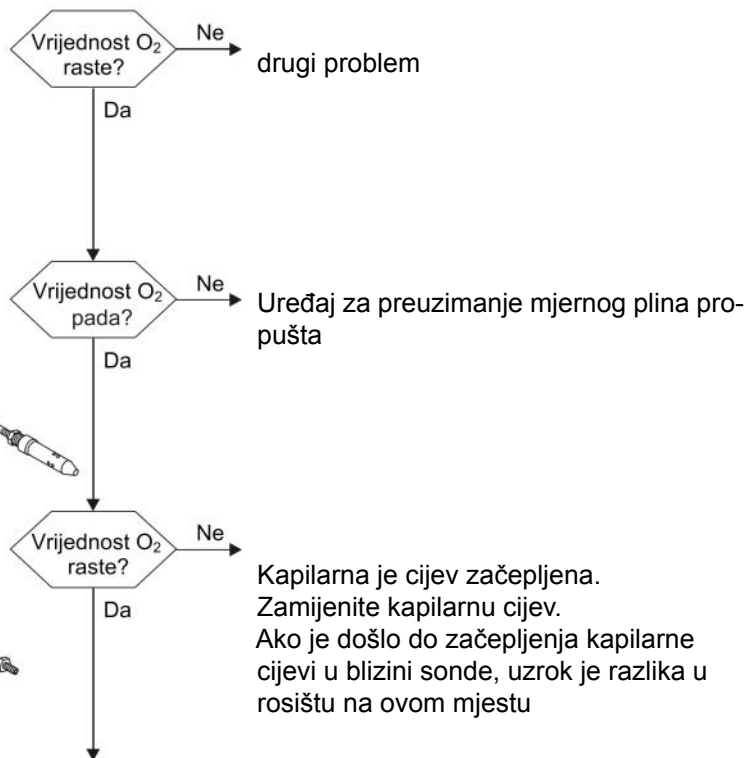 Vrijednost O₂
raste?
Ne
drugi problem
Da
Vrijednost O₂
pada?
Ne
Uređaj za preuzimanje mjernog plina pro-
pušta
Da
Vrijednost O₂
raste?
Ne
Kapilarna je cijev začepljena.
Zamijenite kapilarnu cijev.
Ako je došlo do začepljenja kapilarne
cijevi u blizini sonde, uzrok je razlika u
rosištu na ovom mjestu
Da